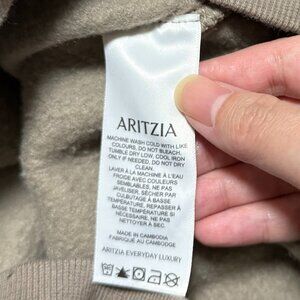 ARITZIA
MACHINE WASH COLD WITH LIKE
COLOURS, DO NOT BLEACH,
TUMBLE DRY LOW, COOL IRON
ONLY IF NEEDED, DO NOT DRY
CLEAN.
LAVER À LA MACHINE À L'EAU
FROIDE AVEC COULEURS
SEMBLABLES, NE PAS
JAVELISER, SÉCHER PAR
CULBUTAGE À BASSE
TEMPÉRATURE, REPASSER À
BASSE TEMPÉRATURE SI
NÉCESSAIRE, NE PAS
NETTOYER À SEC.
MADE IN CAMBODIA
FABRIQUÉ AU CAMBODGE
ARITZIA EVERYDAY LUXURY